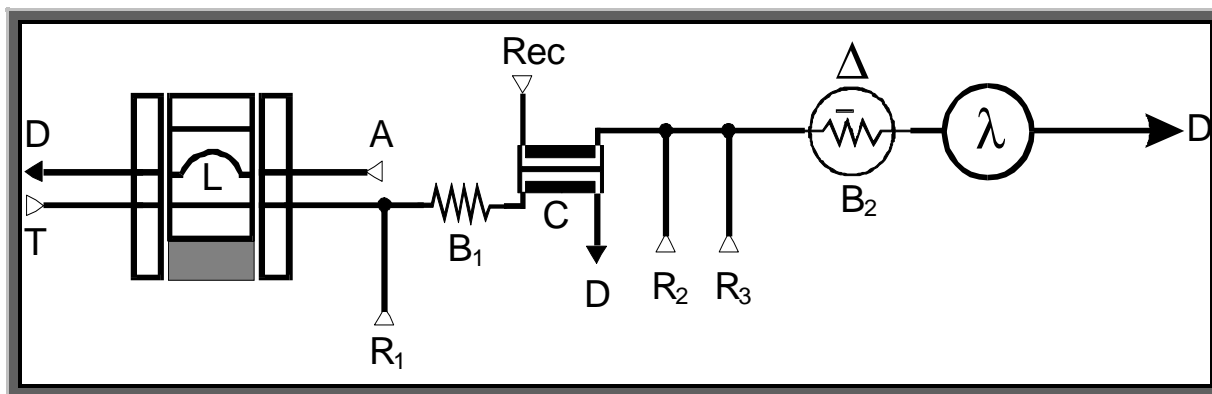 Rec
Δ
D
A
λ
D
L
T
B₁
C
B₂
D
R₂
R₃
R₁